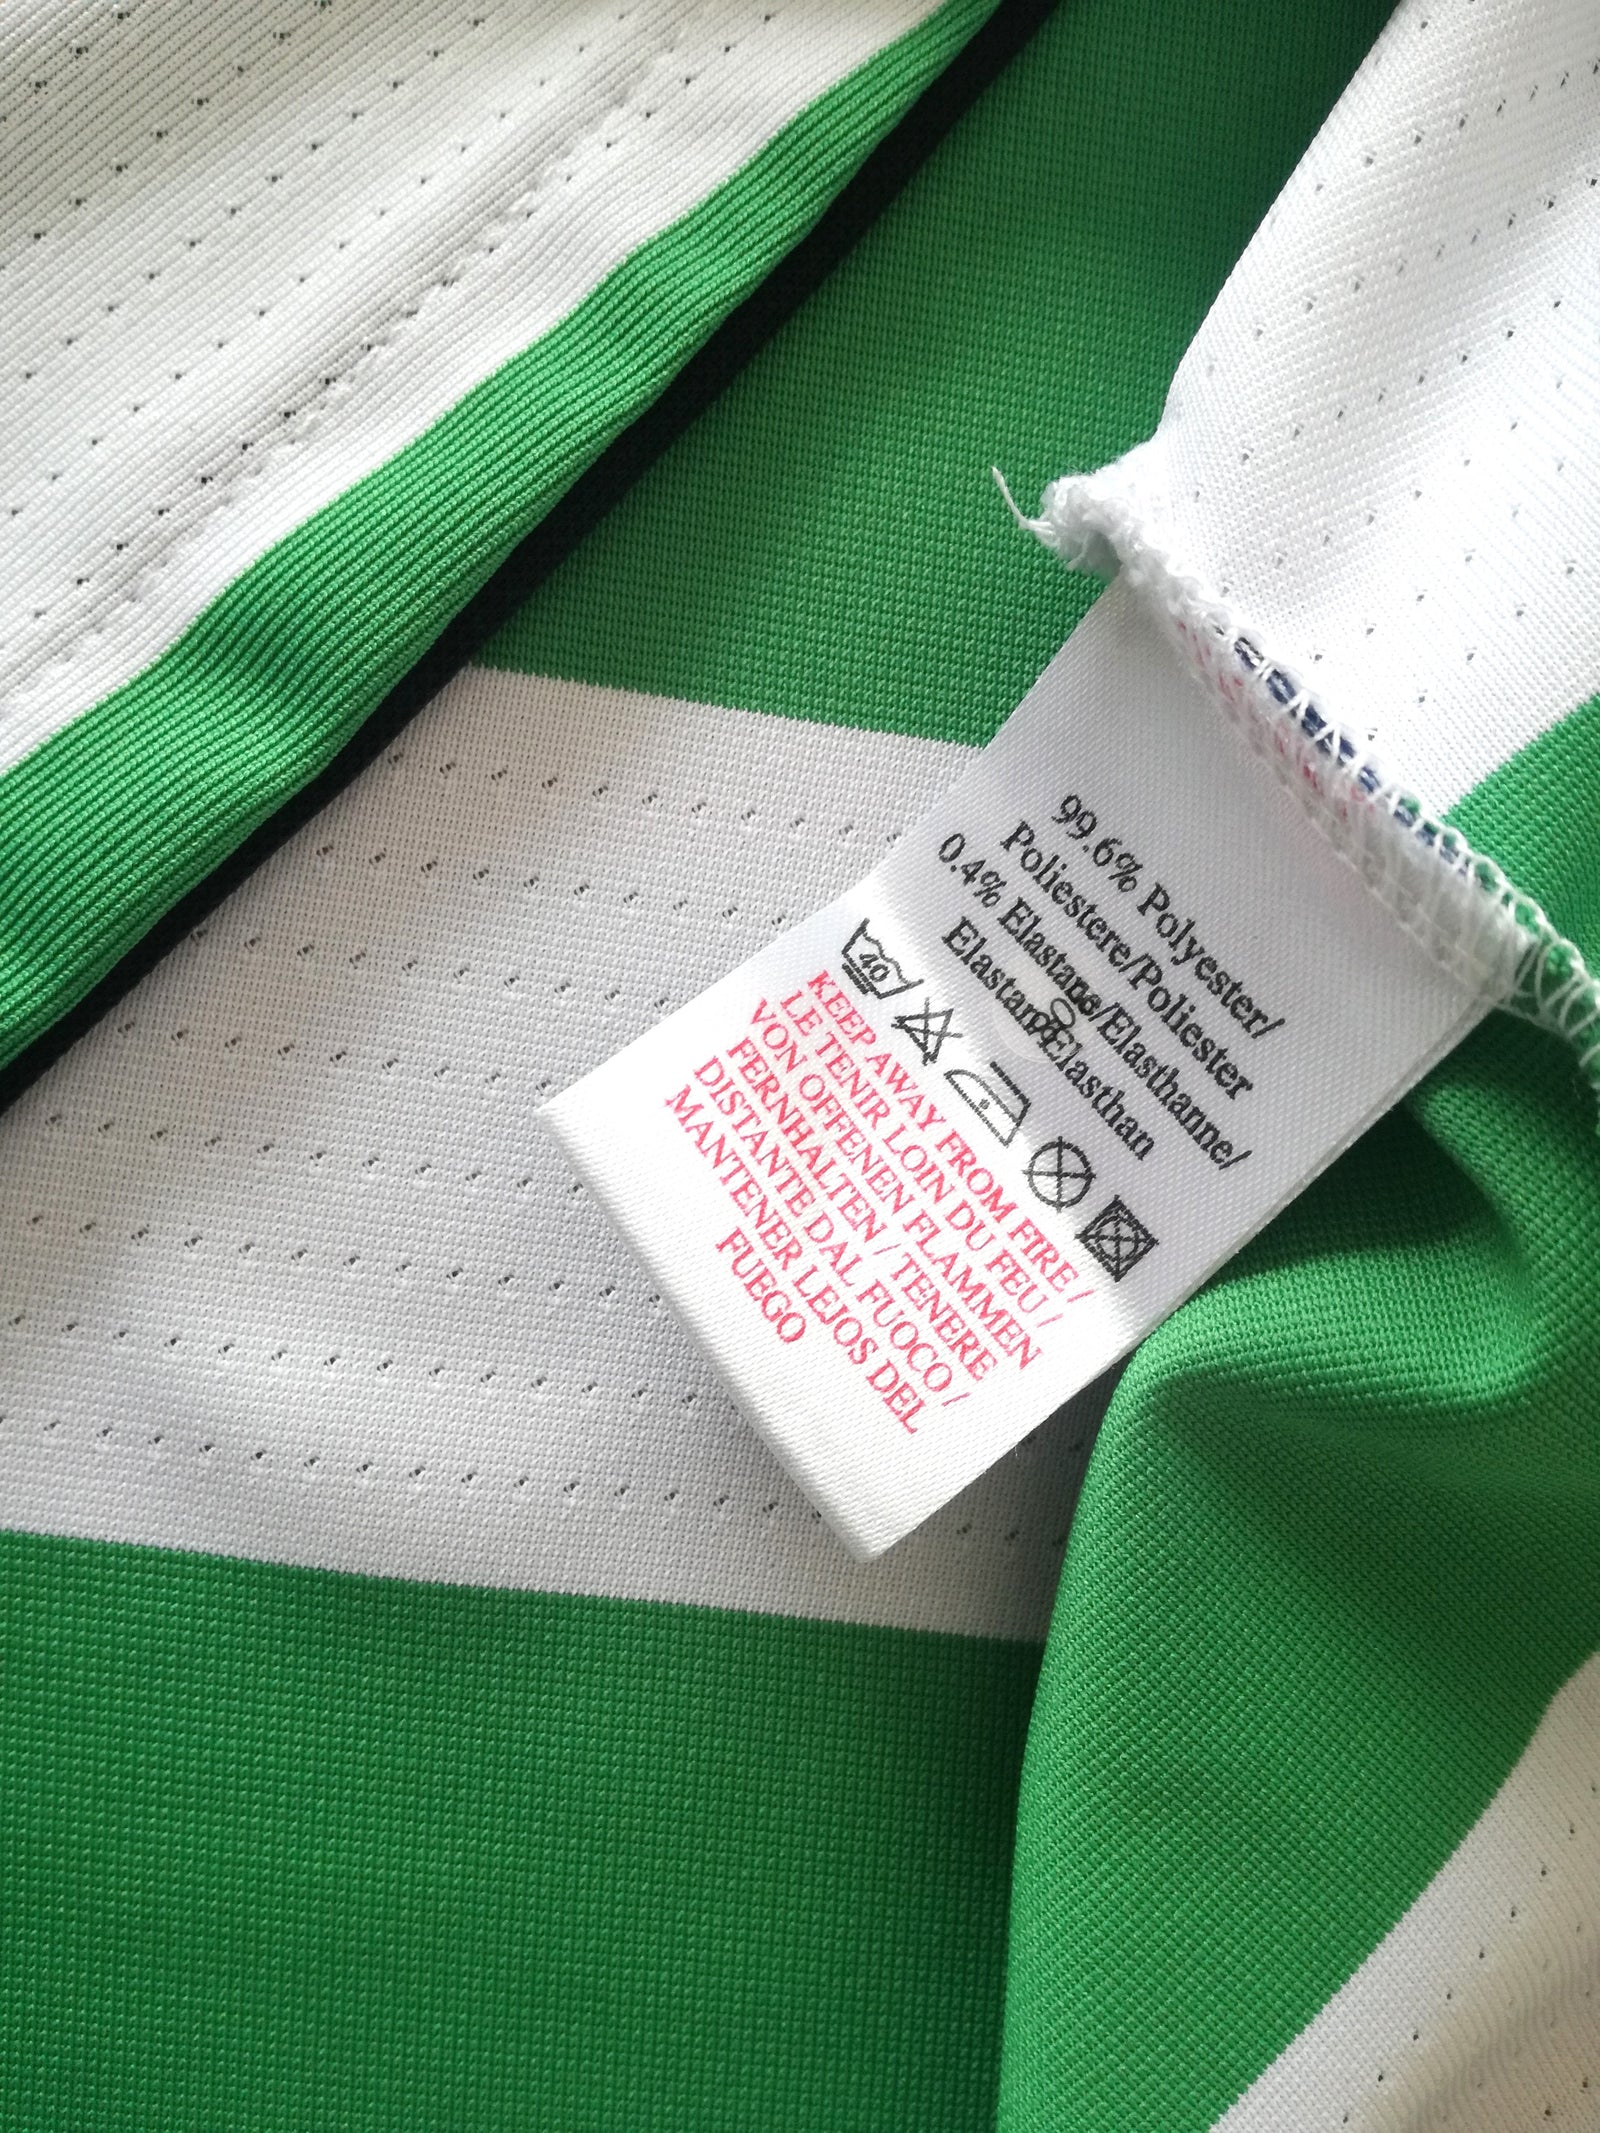 99.6% Polyester/
Poliestere/Poliester
0.4% Elastane/Elasthanne/
Elastan/Elasthan
40
KEEP AWAY FROM FIRE /
LE TENIR LOIN DU FEU /
VON OFFENEN FLAMMEN
FERNHALTEN / TENERE
DISTANTE DAL FUOCO /
MANTENER LEJOS DEL
FUEGO